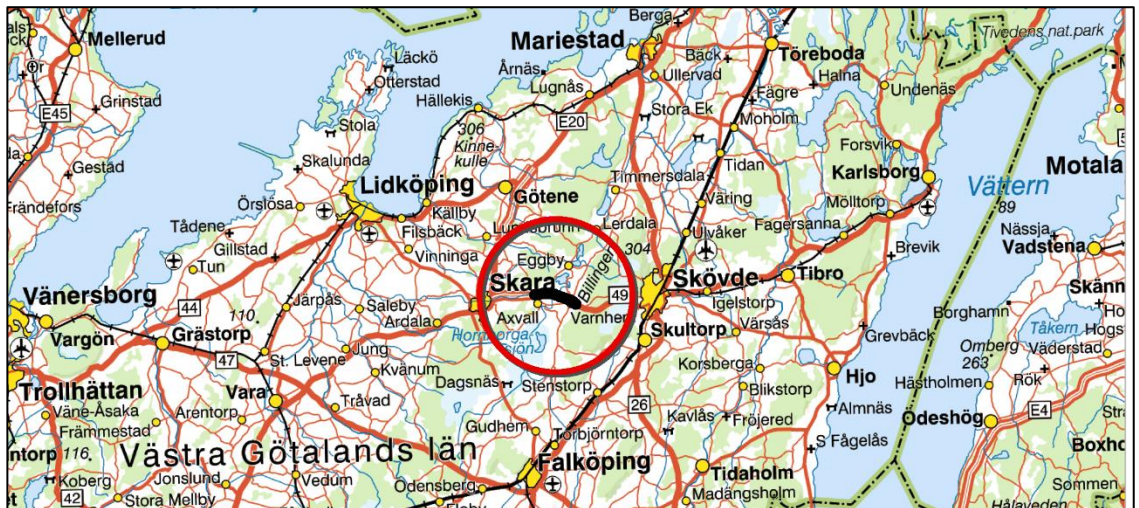 Mellerud
Läckö
Otterstad
Grinstad
E45
Gestad
Stola
Skalunda
Hällekis
Årnäs
Lugnås
306
Kinne-
kulle
E20
Mariestad
Berga
Bäck
Ullervad
Stora Ek
Moholm
Fägre
Töreboda
Halna
Tivedens nat.park
Undenäs
Forsvik
Karlsborg
Mölltorp
Vättern
89
Motala
Frändefors
Örslösa
Tådene
Gillstad
Tun
Lidköping
Källby
Filsbäck
Vinninga
Götene
Timmersdala
Lerdala
304
Tidan
Väring
Ulvåker
Fagersanna
Brevik
Nässja
Vadstena
Vänersborg
Vargön
44
110
Grästorp
47
Järpås
Saleby
Ardala
Skara
Eggby
Axvall
49
Skövde
Igelstorp
Tibro
Skultorp
Värsås
Grevbäck
Borghamn
Tåkern
Omberg
263
Väderstad
Rök
Hästholmen
Trollhättan
Väne-Åsaka
Främmestad
Arentorp
Vara
St. Levene
Jung
Kvänum
Tråvad
Dagsnäs
Stenstorp
Gudhem
Torbjörntorp
26
Korsberga
Blikstorp
Kavlås
Fröjered
Hjo
Almnäs
S Fågelås
Ödeshög
E4
Västra Götalands län
116
Koberg
42
Jonslund
Stora Mellby
Vedum
Odensberg
Falköping
Tidaholm
Madängsholm
Sommen
Hålaveden